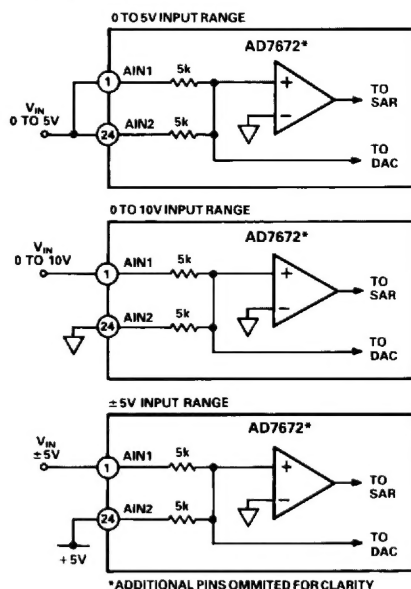 0 TO 5V INPUT RANGE
AD7672*
AIN1
5k
1
+
TO
SAR
VIN
0 TO 5V
AIN2
5k
24
−
TO
DAC
0 TO 10V INPUT RANGE
AD7672*
VIN
0 TO 10V
AIN1
5k
1
+
TO
SAR
AIN2
5k
24
−
TO
DAC
±5V INPUT RANGE
AD7672*
VIN
±5V
AIN1
5k
1
+
TO
SAR
AIN2
5k
24
−
TO
DAC
+5V
*ADDITIONAL PINS OMMITED FOR CLARITY